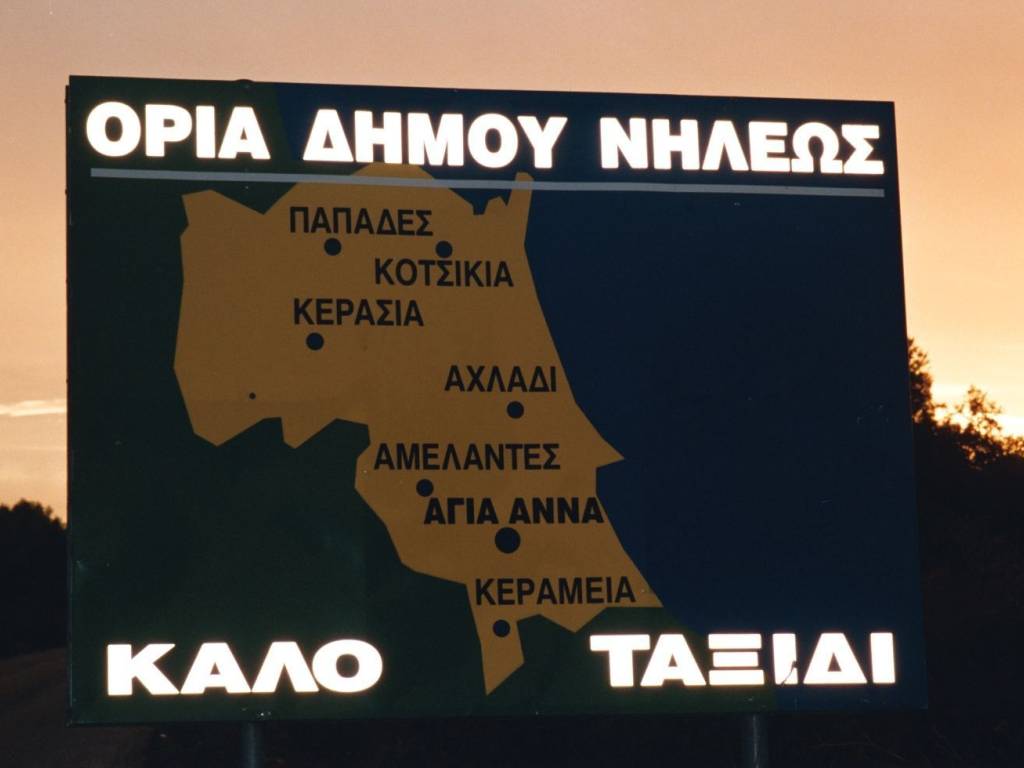 ΟΡΙΑ ΔΗΜΟΥ ΝΗΛΕΩΣ
ΠΑΠΑΔΕΣ
ΚΟΤΣΙΚΙΑ
ΚΕΡΑΣΙΑ
ΑΧΛΑΔΙ
ΑΜΕΛΑΝΤΕΣ
ΑΓΙΑ ΑΝΝΑ
ΚΕΡΑΜΕΙΑ
ΚΑΛΟ ΤΑΞΙΔΙ